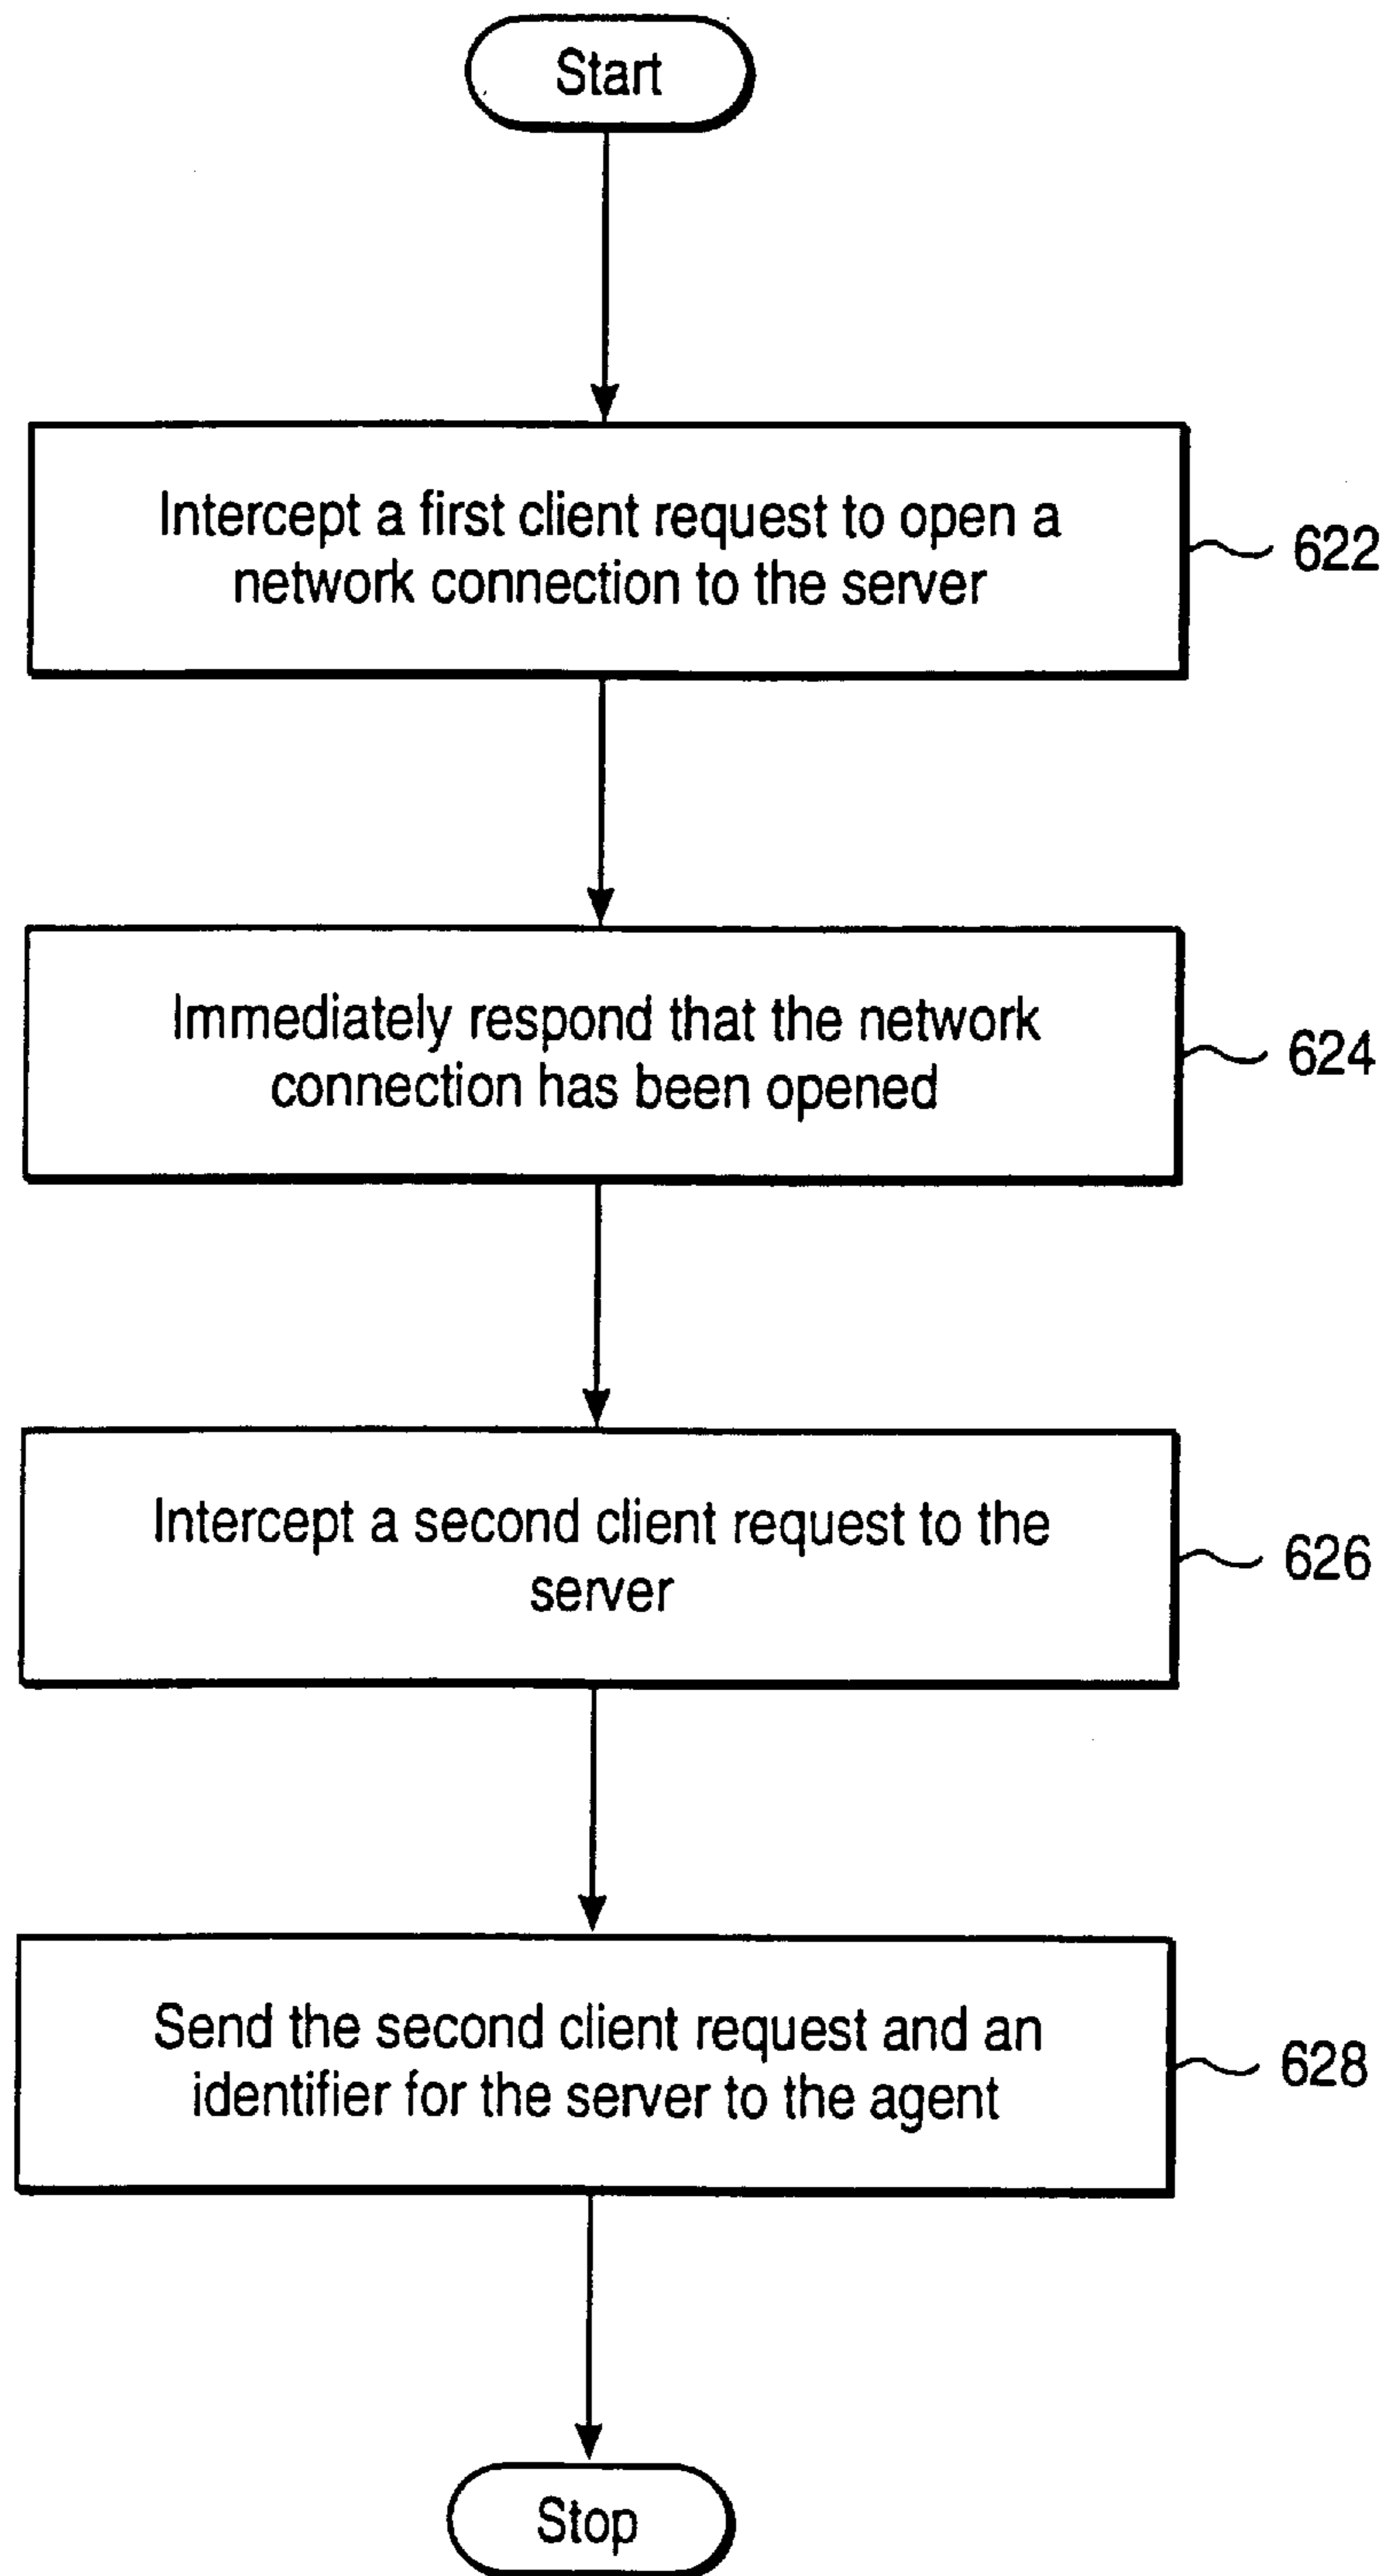 Start
Intercept a first client request to open a
network connection to the server
622
Immediately respond that the network
connection has been opened
624
Intercept a second client request to the
server
626
Send the second client request and an
identifier for the server to the agent
628
Stop